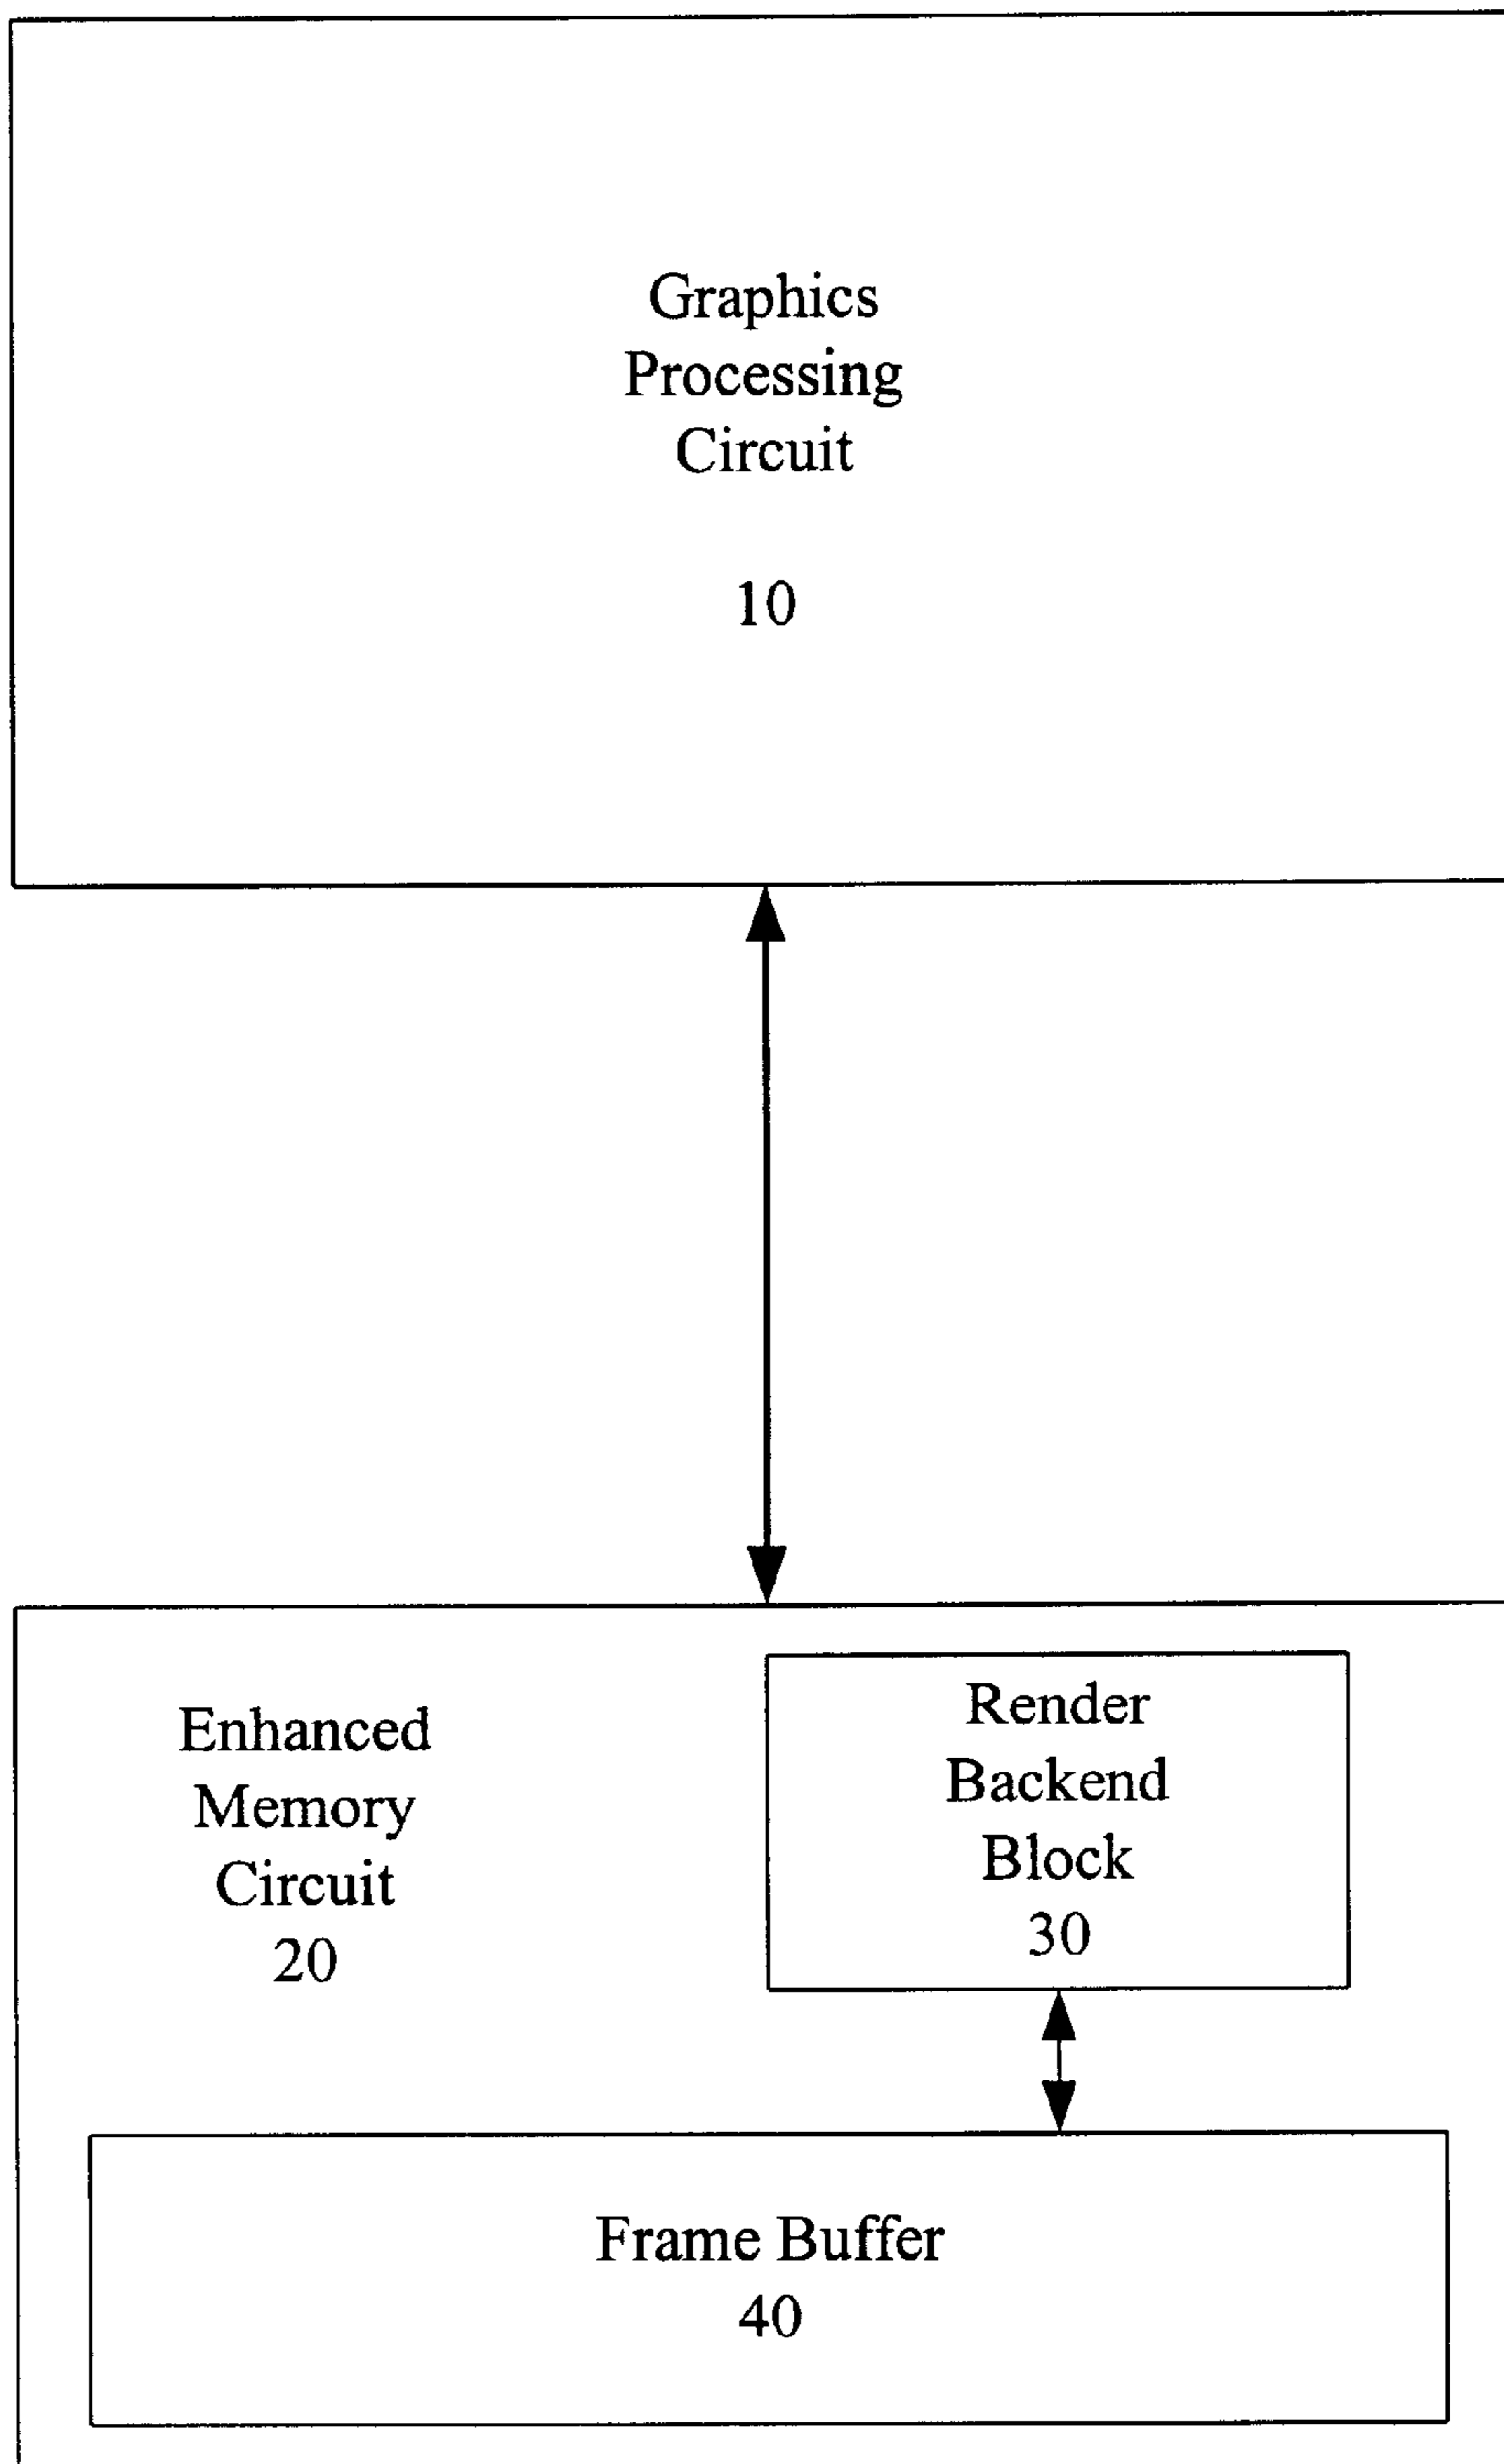 Graphics
Processing
Circuit
10
Enhanced
Memory
Circuit
20
Render
Backend
Block
30
Frame Buffer
40